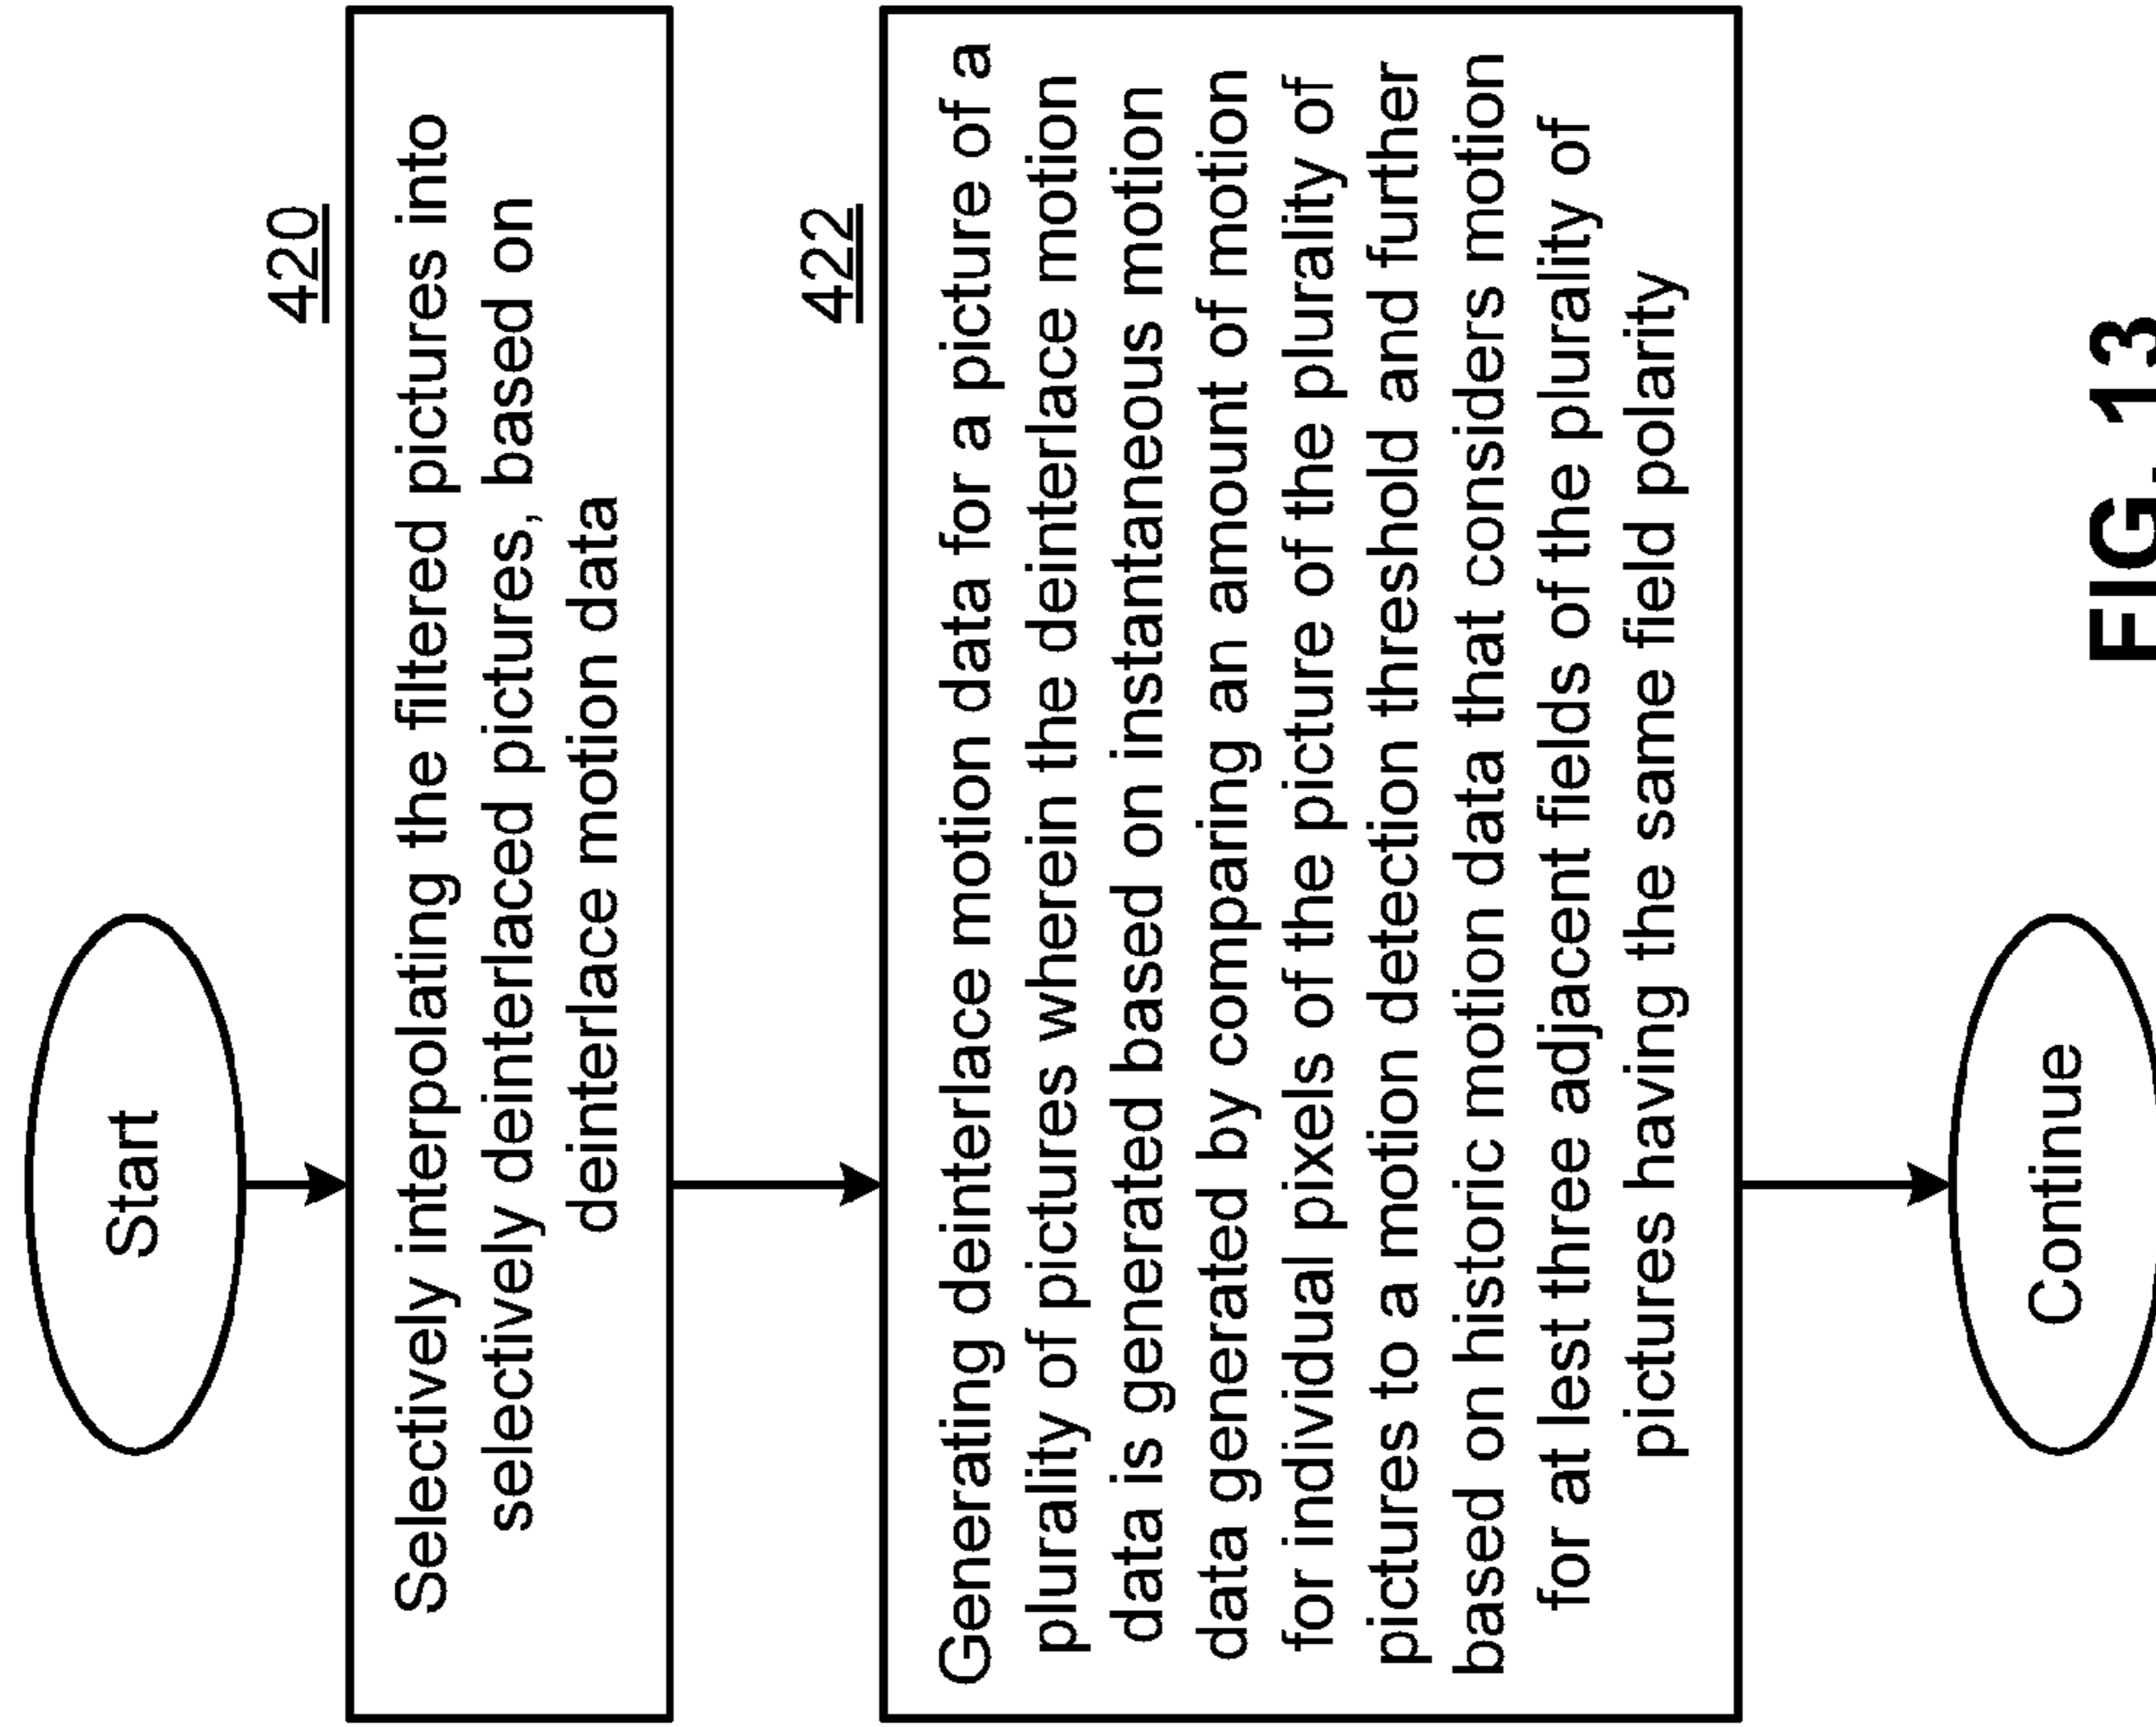 Start
420
Selectively interpolating the filtered pictures into
selectively deinterlaced pictures, based on
deinterlace motion data
422
Generating deinterlace motion data for a picture of a
plurality of pictures wherein the deinterlace motion
data is generated based on instantaneous motion
data generated by comparing an amount of motion
for individual pixels of the picture of the plurality of
pictures to a motion detection threshold and further
based on historic motion data that considers motion
for at lest three adjacent fields of the plurality of
pictures having the same field polarity
Continue
FIG. 13